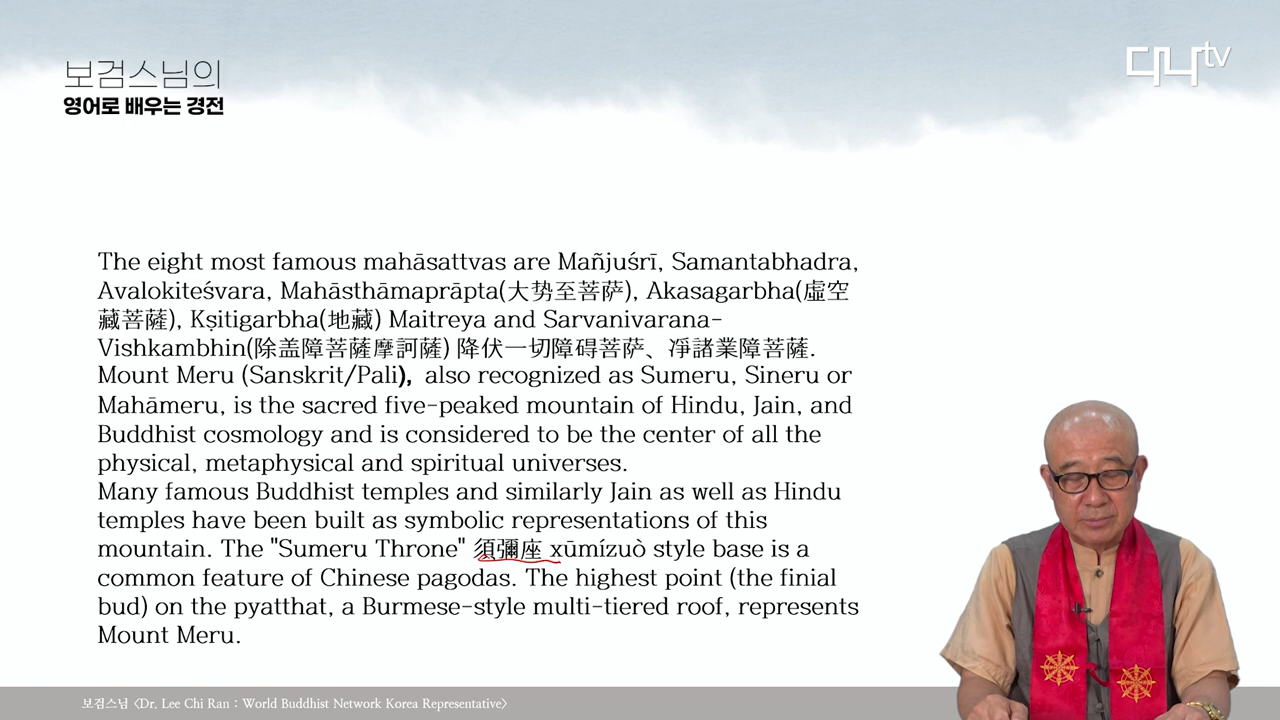 보검스님의
영어로 배우는 경전
다나tv
The eight most famous mahāsattvas are Mañjuśrī, Samantabhadra,
Avalokiteśvara, Mahāsthāmaprāpta(大势至菩萨), Akasagarbha(虛空
藏菩薩), Kṣitigarbha(地藏) Maitreya and Sarvanivarana-
Vishkambhin(除盖障菩薩摩訶薩) 降伏一切障碍菩萨、凈諸業障菩薩.
Mount Meru (Sanskrit/Pali), also recognized as Sumeru, Sineru or
Mahāmeru, is the sacred five-peaked mountain of Hindu, Jain, and
Buddhist cosmology and is considered to be the center of all the
physical, metaphysical and spiritual universes.
Many famous Buddhist temples and similarly Jain as well as Hindu
temples have been built as symbolic representations of this
mountain. The "Sumeru Throne" 須彌座 xūmízuò style base is a
common feature of Chinese pagodas. The highest point (the finial
bud) on the pyatthat, a Burmese-style multi-tiered roof, represents
Mount Meru.
보검스님 <Dr. Lee Chi Ran : World Buddhist Network Korea Representative>